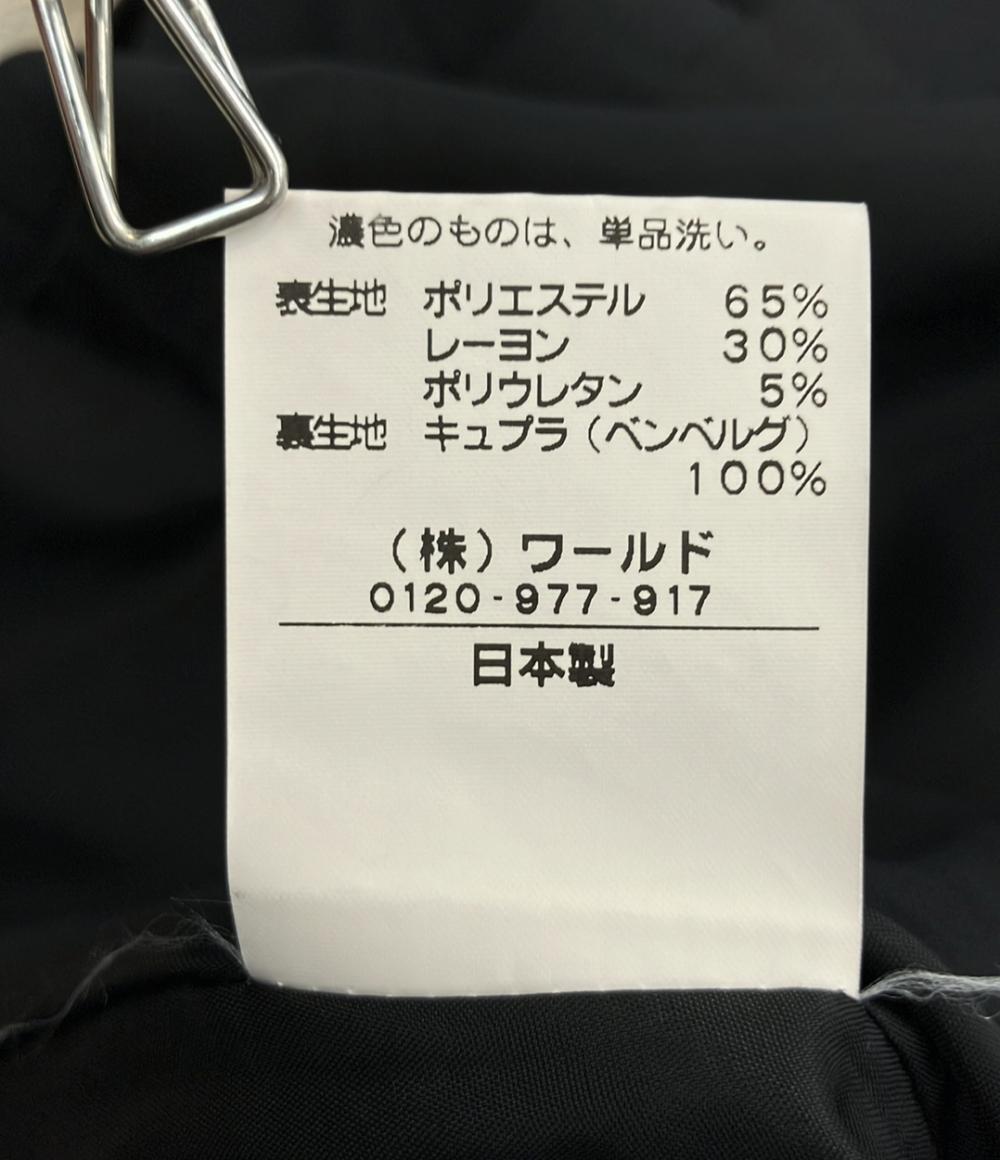 濃色のものは、単品洗い。
表生地 ポリエステル 65%
レーヨン 30%
ポリウレタン 5%
裏生地 キュプラ（ベンベルグ）
100%
（株）ワールド
0120-977-917
日本製